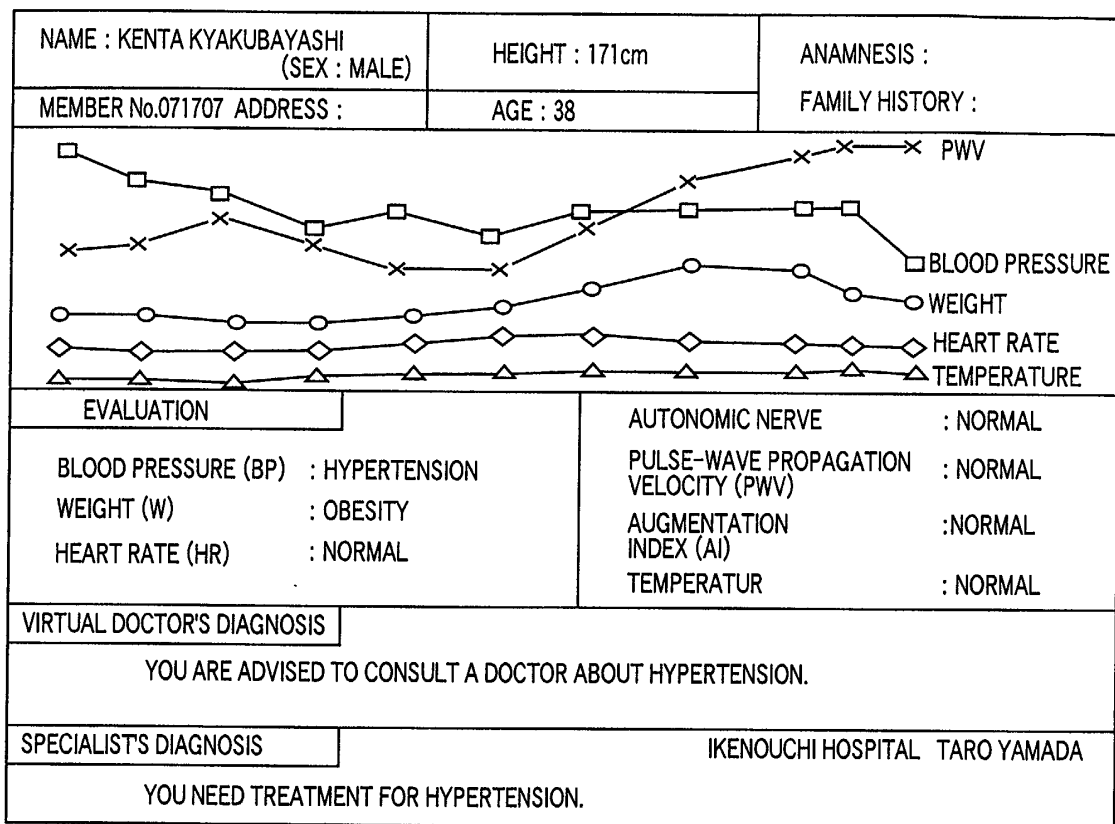 NAME : KENTA KYAKUBAYASHI
(SEX : MALE)
HEIGHT : 171cm
ANAMNESIS :
FAMILY HISTORY :
MEMBER No.071707 ADDRESS :
AGE : 38
PWV
BLOOD PRESSURE
WEIGHT
HEART RATE
TEMPERATURE
EVALUATION
BLOOD PRESSURE (BP) : HYPERTENSION
WEIGHT (W) : OBESITY
HEART RATE (HR) : NORMAL
AUTONOMIC NERVE : NORMAL
PULSE-WAVE PROPAGATION
VELOCITY (PWV) : NORMAL
AUGMENTATION
INDEX (AI) :NORMAL
TEMPERATUR : NORMAL
VIRTUAL DOCTOR'S DIAGNOSIS
YOU ARE ADVISED TO CONSULT A DOCTOR ABOUT HYPERTENSION.
SPECIALIST'S DIAGNOSIS
IKENOUCHI HOSPITAL TARO YAMADA
YOU NEED TREATMENT FOR HYPERTENSION.